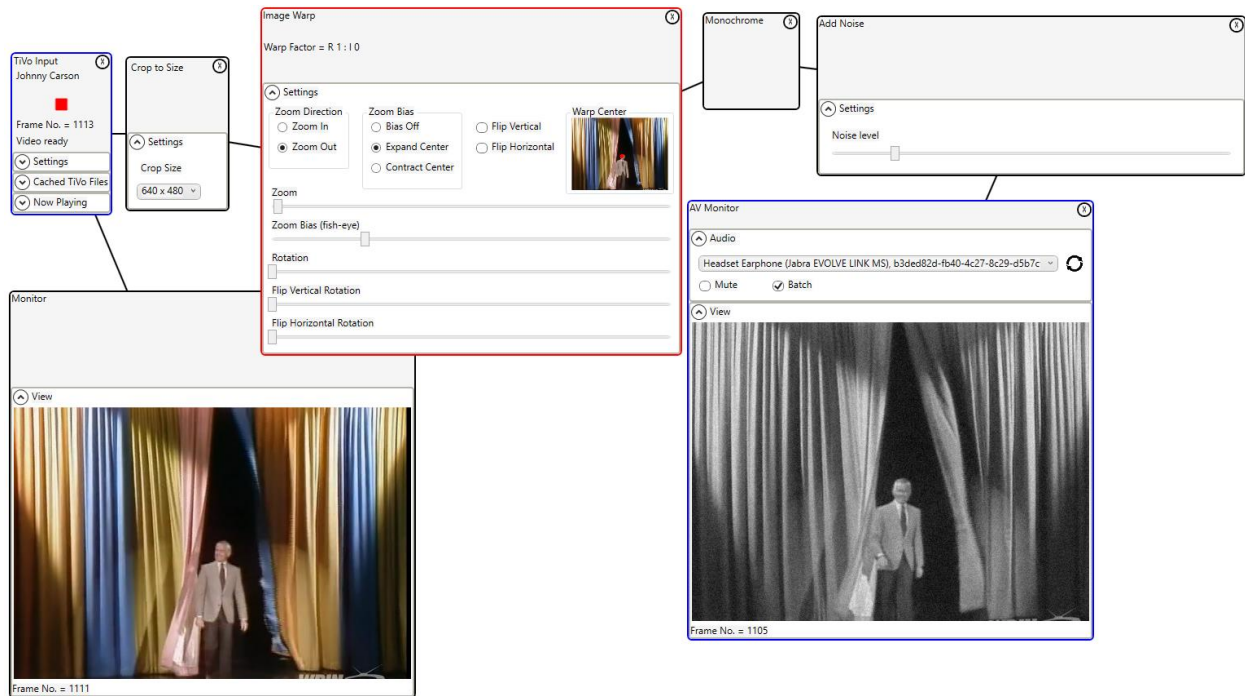 TiVo Input
Johnny Carson
Frame No. = 1113
Video ready
Settings
Cached TiVo Files
Now Playing
Crop to Size
Settings
Crop Size
640 x 480
Image Warp
Warp Factor = R 1 : I 0
Settings
Zoom Direction
Zoom In
Zoom Out
Zoom Bias
Bias Off
Expand Center
Contract Center
Flip Vertical
Flip Horizontal
Warp Center
Zoom
Zoom Bias (fish-eye)
Rotation
Flip Vertical Rotation
Flip Horizontal Rotation
Monochrome
Add Noise
Settings
Noise level
Monitor
View
Frame No. = 1111
AV Monitor
Audio
Headset Earphone (Jabra EVOLVE LINK MS), b3ded82d-fb40-4c27-8c29-d5b7c
Mute
Batch
View
Frame No. = 1105